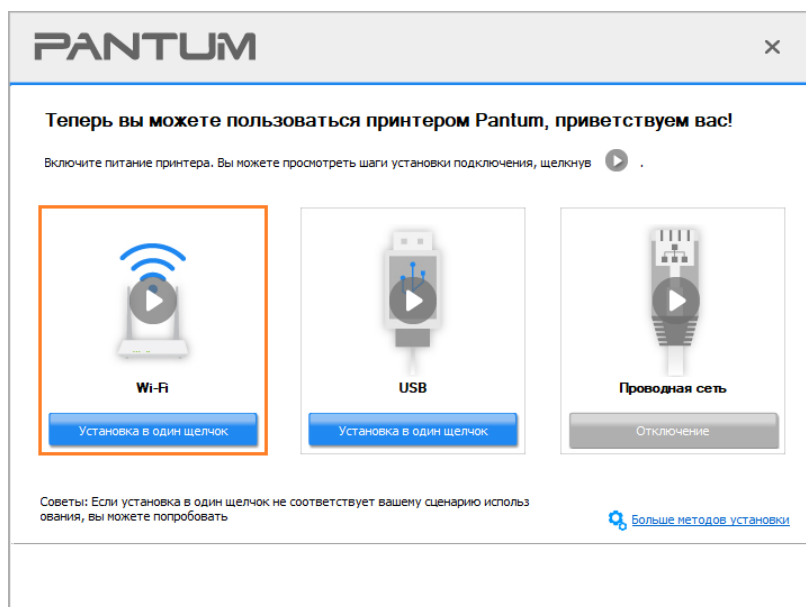 PANTUM
Теперь вы можете пользоваться принтером Pantum, приветствуем вас!
Включите питание принтера. Вы можете просмотреть шаги установки подключения, щелкнув .
Wi-Fi
USB
Проводная сеть
Установка в один щелчок
Установка в один щелчок
Отключение
Советы: Если установка в один щелчок не соответствует вашему сценарию использ
ования, вы можете попробовать
Больше методов установки